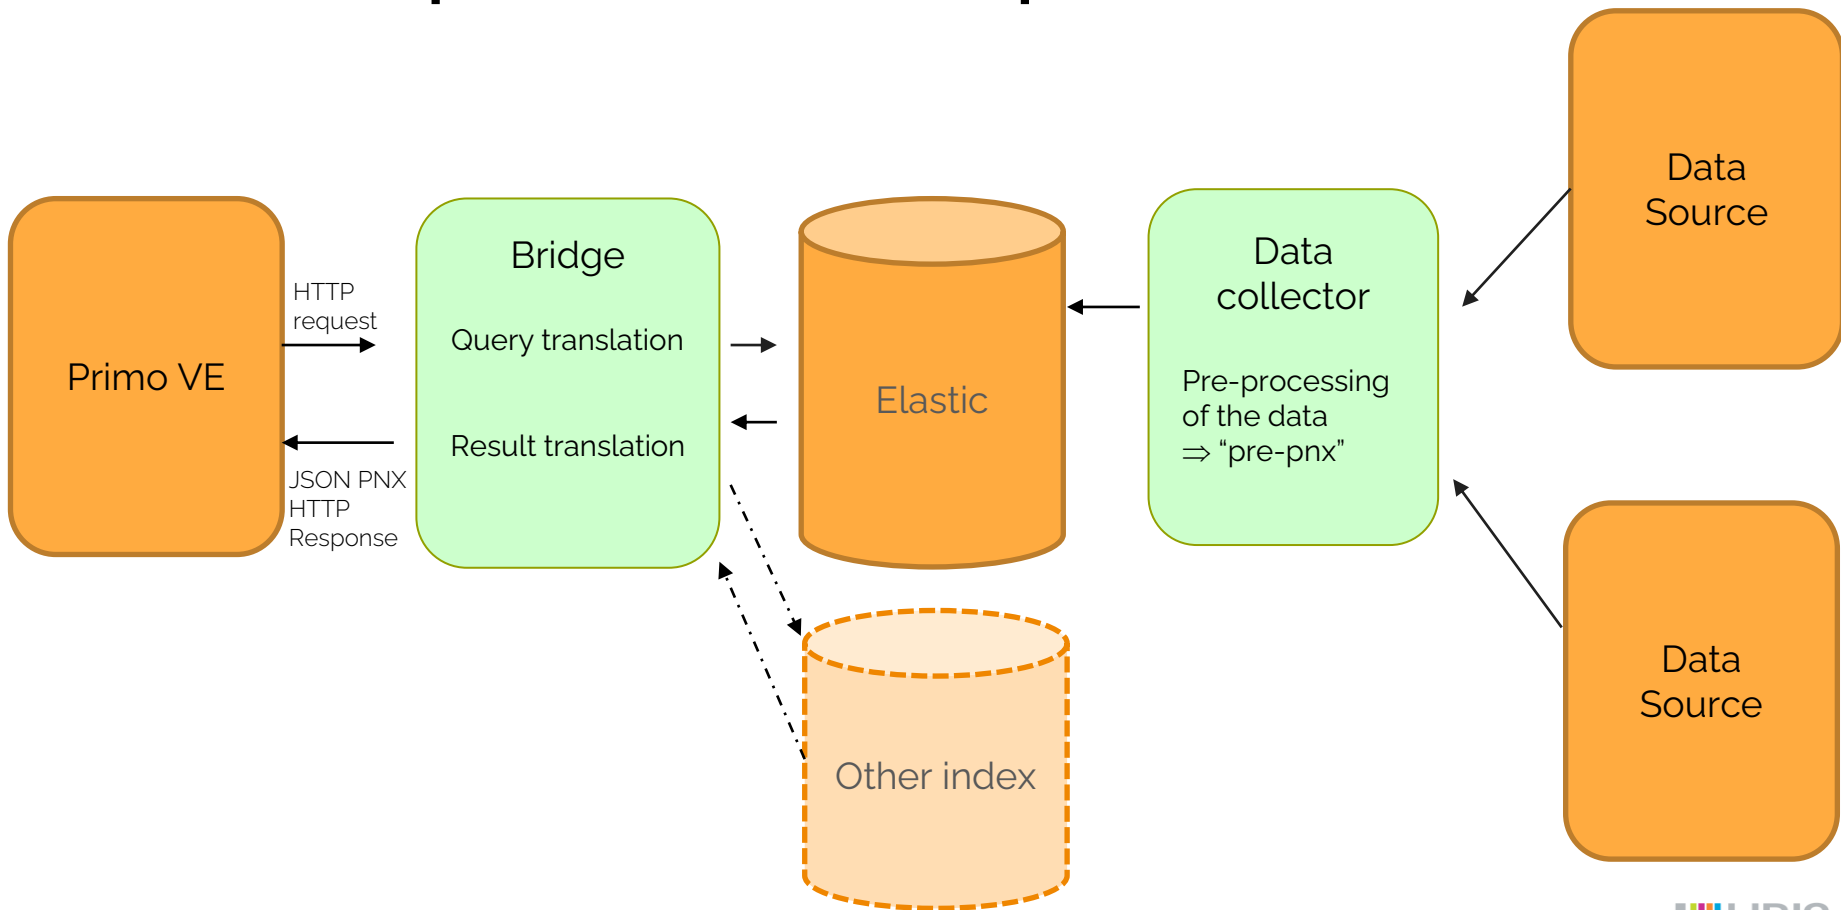 Primo VE
HTTP
request
JSON PNX
HTTP
Response
Bridge
Query translation
Result translation
Elastic
Other index
Data
collector
Pre-processing
of the data
⇒ “pre-pnx”
Data
Source
Data
Source